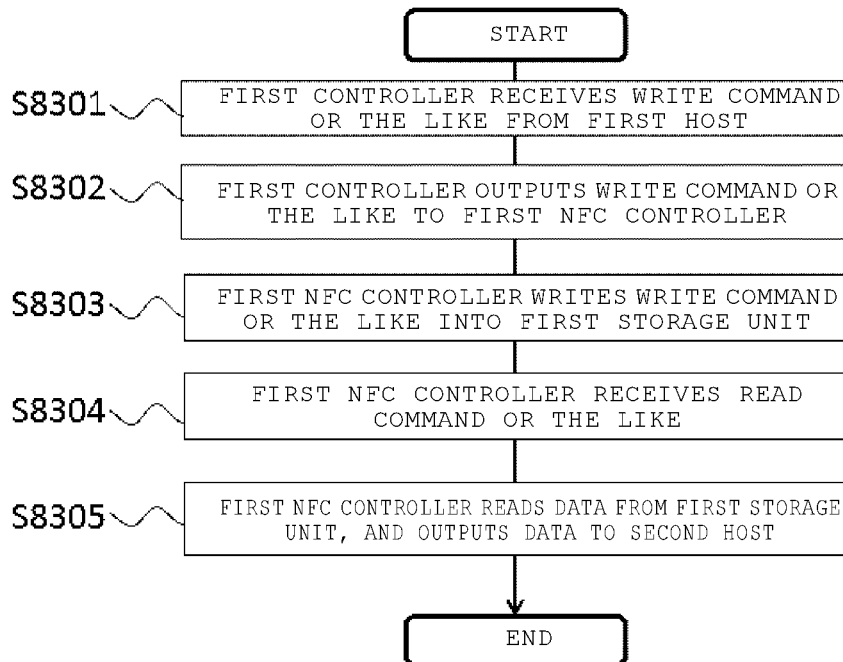 START
S8301
FIRST CONTROLLER RECEIVES WRITE COMMAND
OR THE LIKE FROM FIRST HOST
S8302
FIRST CONTROLLER OUTPUTS WRITE COMMAND OR
THE LIKE TO FIRST NFC CONTROLLER
S8303
FIRST NFC CONTROLLER WRITES WRITE COMMAND
OR THE LIKE INTO FIRST STORAGE UNIT
S8304
FIRST NFC CONTROLLER RECEIVES READ
COMMAND OR THE LIKE
S8305
FIRST NFC CONTROLLER READS DATA FROM FIRST STORAGE
UNIT, AND OUTPUTS DATA TO SECOND HOST
END